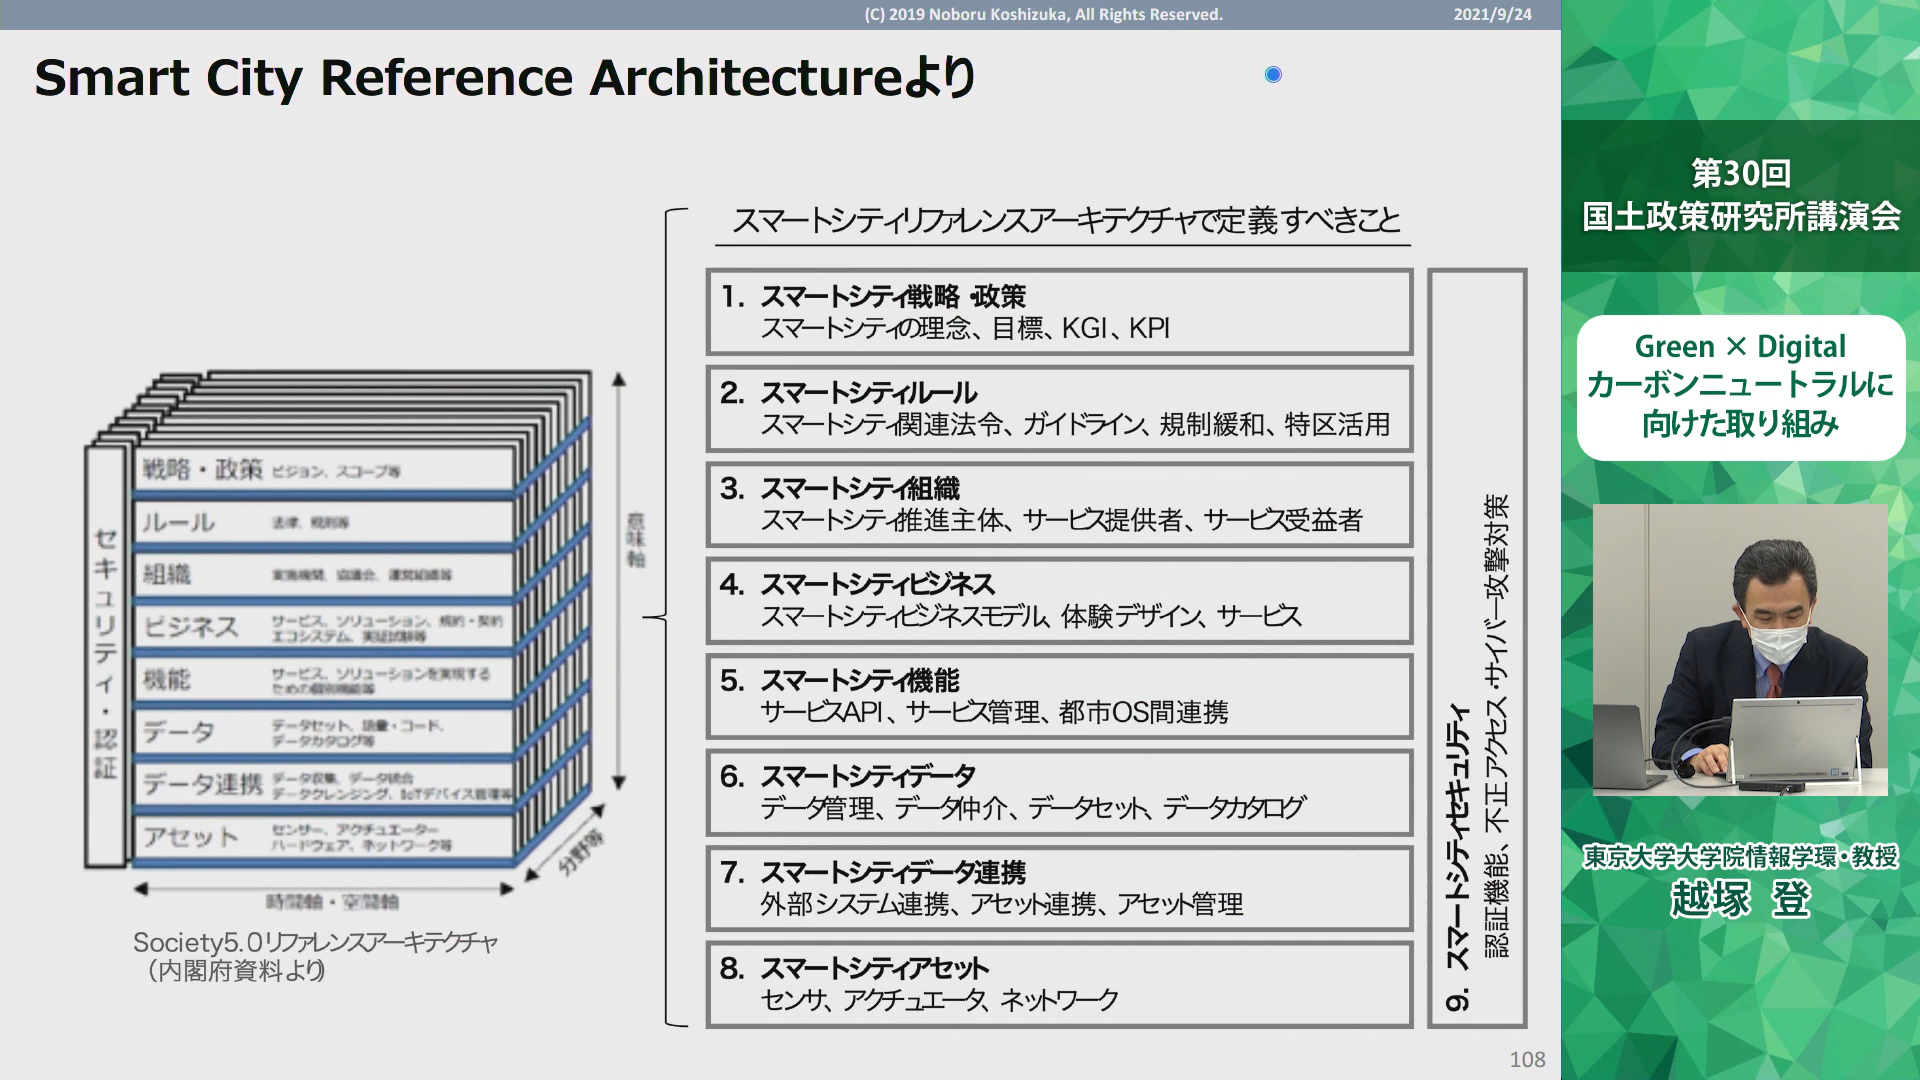 (C) 2019 Noboru Koshizuka, All Rights Reserved.
2021/9/24
Smart City Reference Architectureより
戦略・政策 ビジョン、スコープ等
ルール 法律、規則等
組織 実施機関、協議会、運営組織等
ビジネス サービス、ソリューション、規約・契約
エコシステム、実証試験等
機能 サービス、ソリューションを実現する
ための個別機能等
データ データセット、語彙・コード、
データカタログ等
データ連携 データ収集、データ統合
データクレンジング、IoTデバイス管理等
アセット センサー、アクチュエーター
ハードウェア、ネットワーク等
セキュリティ・認証
意味軸
分野等
時間軸・空間軸
Society5.0リファレンスアーキテクチャ
（内閣府資料より）
スマートシティリファレンスアーキテクチャで定義すべきこと
1. スマートシティ戦略・政策
スマートシティの理念、目標、KGI、KPI
2. スマートシティルール
スマートシティ関連法令、ガイドライン、規制緩和、特区活用
3. スマートシティ組織
スマートシティ推進主体、サービス提供者、サービス受益者
4. スマートシティビジネス
スマートシティビジネスモデル、体験デザイン、サービス
5. スマートシティ機能
サービスAPI、サービス管理、都市OS間連携
6. スマートシティデータ
データ管理、データ仲介、データセット、データカタログ
7. スマートシティデータ連携
外部システム連携、アセット連携、アセット管理
8. スマートシティアセット
センサ、アクチュエータ、ネットワーク
9. スマートシティセキュリティ
認証機能、不正アクセス・サイバー攻撃対策
108
第30回
国土政策研究所講演会
Green × Digital
カーボンニュートラルに
向けた取り組み
東京大学大学院情報学環・教授
越塚 登